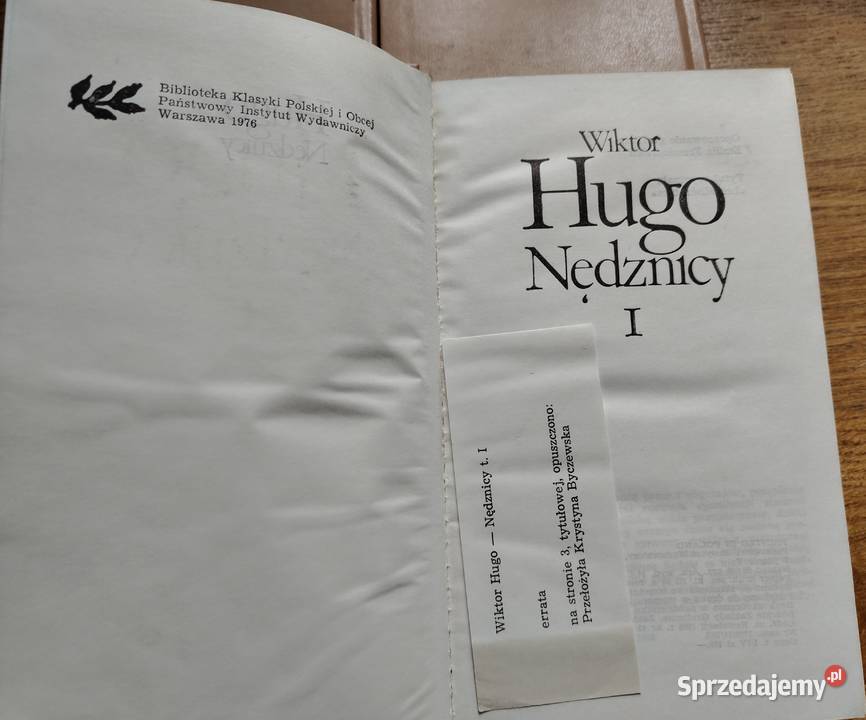 Biblioteka Klasyki Polskiej i Obcej
Państwowy Instytut Wydawniczy
Warszawa 1976
Wiktor
Hugo
Nędznicy
I
Wiktor Hugo — Nędznicy t. I
errata
na stronie 3, tytułowej, opuszczono:
Przełożyła Krystyna Byczewska
Sprzedajemy.pl